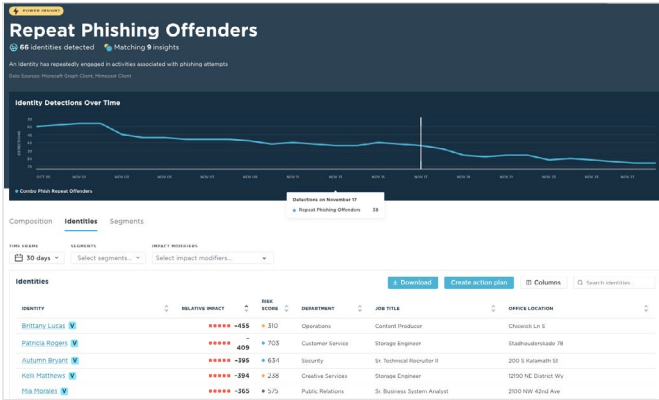 POWER INSIGHT
Repeat Phishing Offenders
66 identities detected Matching 9 insights
An identity has repeatedly engaged in activities associated with phishing attempts
Data Sources: Microsoft Graph Client, Mimecast Client
Identity Detections Over Time
DETECTIONS
OCT 30 NOV 01 NOV 03 NOV 05 NOV 07 NOV 09 NOV 11 NOV 13 NOV 15 NOV 17 NOV 19 NOV 21 NOV 23 NOV 25 NOV 27
Combo Phish Repeat Offenders
Detections on November 17
Repeat Phishing Offenders 38
Composition Identities Segments
TIME FRAME SEGMENTS IMPACT MODIFIERS
30 days Select segments... Select impact modifiers...
Identities Download Create action plan Columns Search identities...
IDENTITY RELATIVE IMPACT RISK SCORE DEPARTMENT JOB TITLE OFFICE LOCATION
Brittany Lucas V -455 310 Operations Content Producer Chiswick Ln S
Patricia Rogers V -409 703 Customer Service Storage Engineer Stadhouderskade 78
Autumn Bryant V -395 634 Security Sr. Technical Recruiter II 200 S Kalamath St
Kelli Matthews V -394 238 Creative Services Storage Engineer 12190 NE District Wy
Mia Morales V -365 575 Public Relations Sr. Business System Analyst 2100 NW 42nd Ave